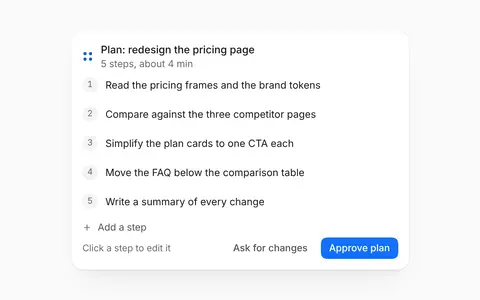 Plan: redesign the pricing page
5 steps, about 4 min
1 Read the pricing frames and the brand tokens
2 Compare against the three competitor pages
3 Simplify the plan cards to one CTA each
4 Move the FAQ below the comparison table
5 Write a summary of every change
+ Add a step
Click a step to edit it Ask for changes Approve plan